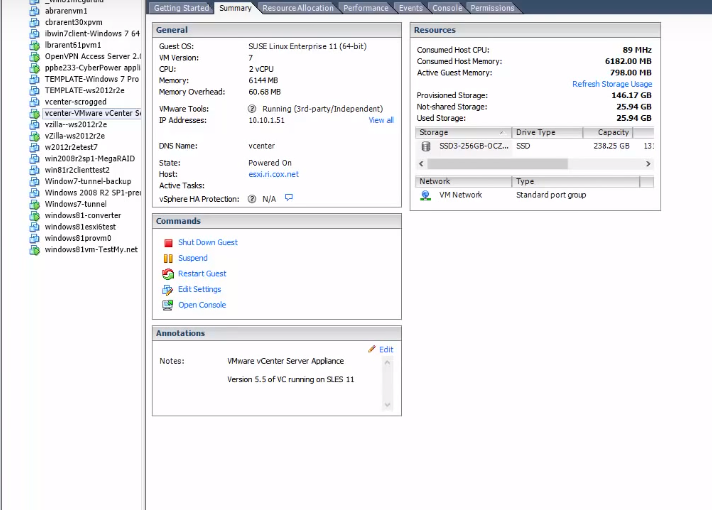 abrarenvm1
cbrarent30xpvm
ibwin7client-Windows 7 64
lbrarent61pvm1
OpenVPN Access Server 2.
ppbe233-CyberPower appli
TEMPLATE-Windows 7 Pro
TEMPLATE-ws2012r2e
vcenter-scrogged
vcenter-VMware vCenter Se
vzilla--ws2012r2e
vZilla-ws2012r2e
w2012r2etest7
win2008r2sp1-MegaRAID
win81r2clienttest2
Window7-tunnel-backup
Windows 2008 R2 SP1-pre
Windows7-tunnel
windows81-converter
windows81esxi6test
windows81provm0
windows81vm-TestMy.net
Getting Started Summary Resource Allocation Performance Events Console Permissions
General
Guest OS: SUSE Linux Enterprise 11 (64-bit)
VM Version: 7
CPU: 2 vCPU
Memory: 6144 MB
Memory Overhead: 60.68 MB
VMware Tools: Running (3rd-party/Independent)
IP Addresses: 10.10.1.51 View all
DNS Name: vcenter
State: Powered On
Host: esxi.ri.cox.net
Active Tasks:
vSphere HA Protection: N/A
Commands
Shut Down Guest
Suspend
Restart Guest
Edit Settings
Open Console
Annotations
Edit
Notes: VMware vCenter Server Appliance
Version 5.5 of VC running on SLES 11
Resources
Consumed Host CPU: 89 MHz
Consumed Host Memory: 6182.00 MB
Active Guest Memory: 798.00 MB
Refresh Storage Usage
Provisioned Storage: 146.17 GB
Not-shared Storage: 25.94 GB
Used Storage: 25.94 GB
Storage Drive Type Capacity
SSD3-256GB-OCZ... SSD 238.25 GB 13
Network Type
VM Network Standard port group